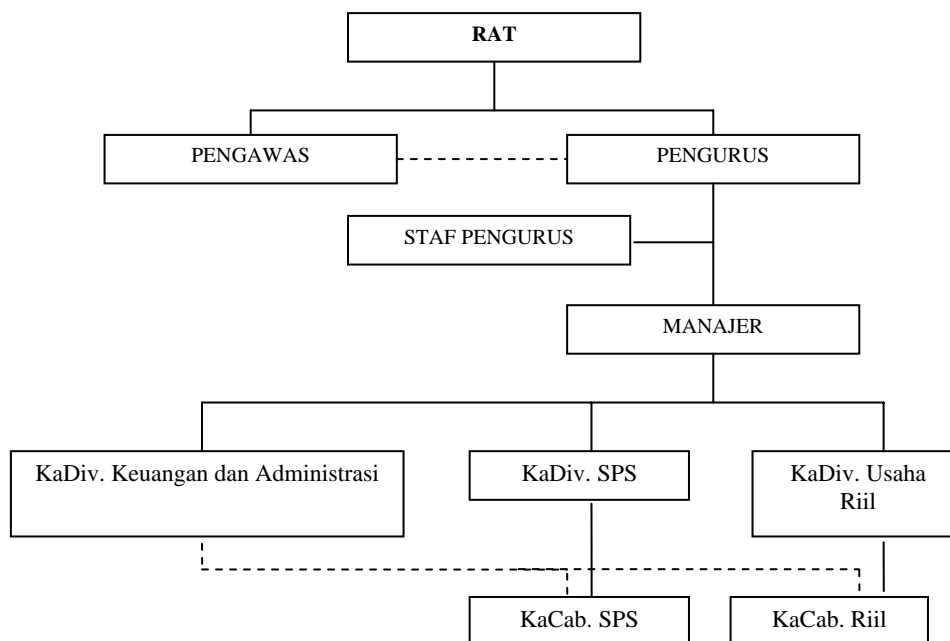 RAT
PENGAWAS
PENGURUS
STAF PENGURUS
MANAJER
KaDiv. Keuangan dan Administrasi
KaDiv. SPS
KaDiv. Usaha
Riil
KaCab. SPS
KaCab. Riil